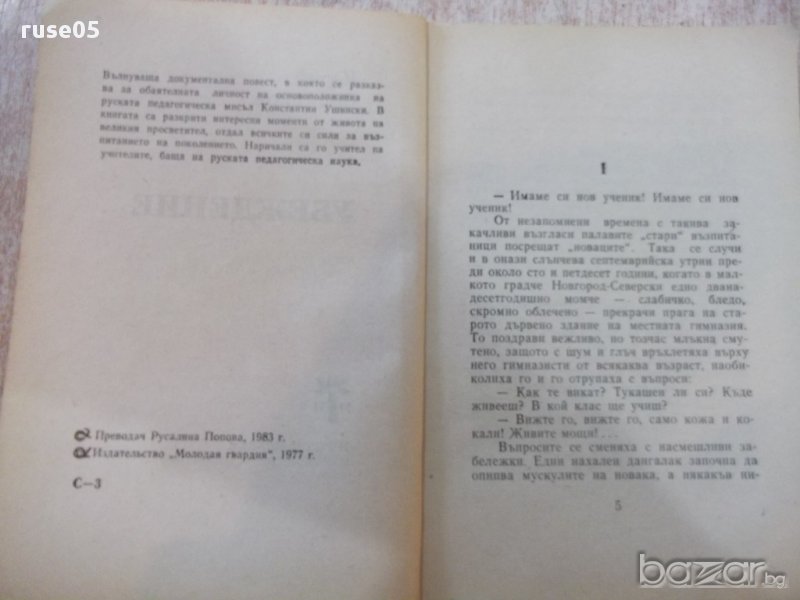 ruse05
Вълнуваща документална повест, в която се разказ-
ва за обаятелната личност на основоположника на
руската педагогическа мисъл Константин Ушински. В
книгата са разкрити интересни моменти от живота на
великия просветител, отдал всичките си сили за въз-
питанието на поколението. Наричали са го учител на
учителите, баща на руската педагогическа наука.
УБЕЖДЕНИЕ
Преводач Русалина Попова, 1983 г.
Издателство „Молодая гвардия", 1977 г.
С—3
I
— Имаме си нов ученик! Имаме си нов
ученик!
От незапомнени времена с такива за-
качливи възгласи палавите „стари" възпита-
ници посрещат „новаците". Така се случи
и в онази слънчева септемврийска утрин пре-
ди около сто и петдесет години, когато в мал-
кото градче Новгород-Северски едно двана-
десетгодишно момче — слабичко, бледо,
скромно облечено — прекрачи прага на ста-
рото дървено здание на местната гимназия.
То поздрави вежливо, но тозчас млъкна сму-
тено, защото с шум и глъч връхлетяха върху
него гимназисти от всякаква възраст, наоби-
колиха го и го отрупаха с въпроси:
— Как те викат? Тукашен ли си? Къде
живееш? В кой клас ще учиш?
— Вижте го, вижте го, само кожа и ко-
кали! Живите мощи!...
Въпросите се смениха с насмешливи за-
бележки. Един нахален дангалак започна да
опипва мускулите на новака, а някакъв ни-
5
bazar.bg